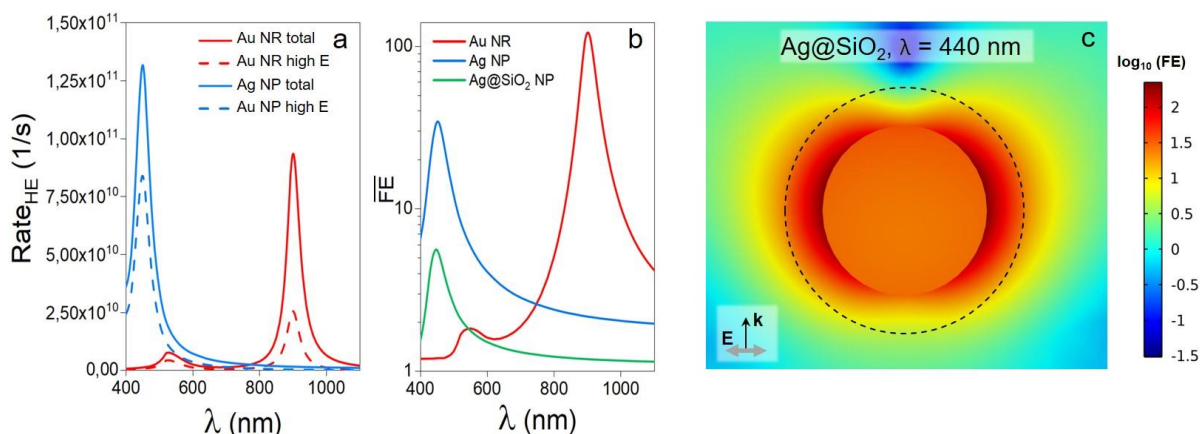 a
Rate_HE (1/s)
1,50x10¹¹
1,25x10¹¹
1,00x10¹¹
7,50x10¹⁰
5,00x10¹⁰
2,50x10¹⁰
0,00
Au NR total
Au NR high E
Ag NP total
Au NP high E
400 600 800 1000
λ (nm)
b
F̅E̅
100
10
1
Au NR
Ag NP
Ag@SiO₂ NP
400 600 800 1000
λ (nm)
c
Ag@SiO₂, λ = 440 nm
E k
log₁₀ (FE)
2
1.5
1
0.5
0
-0.5
-1
-1.5